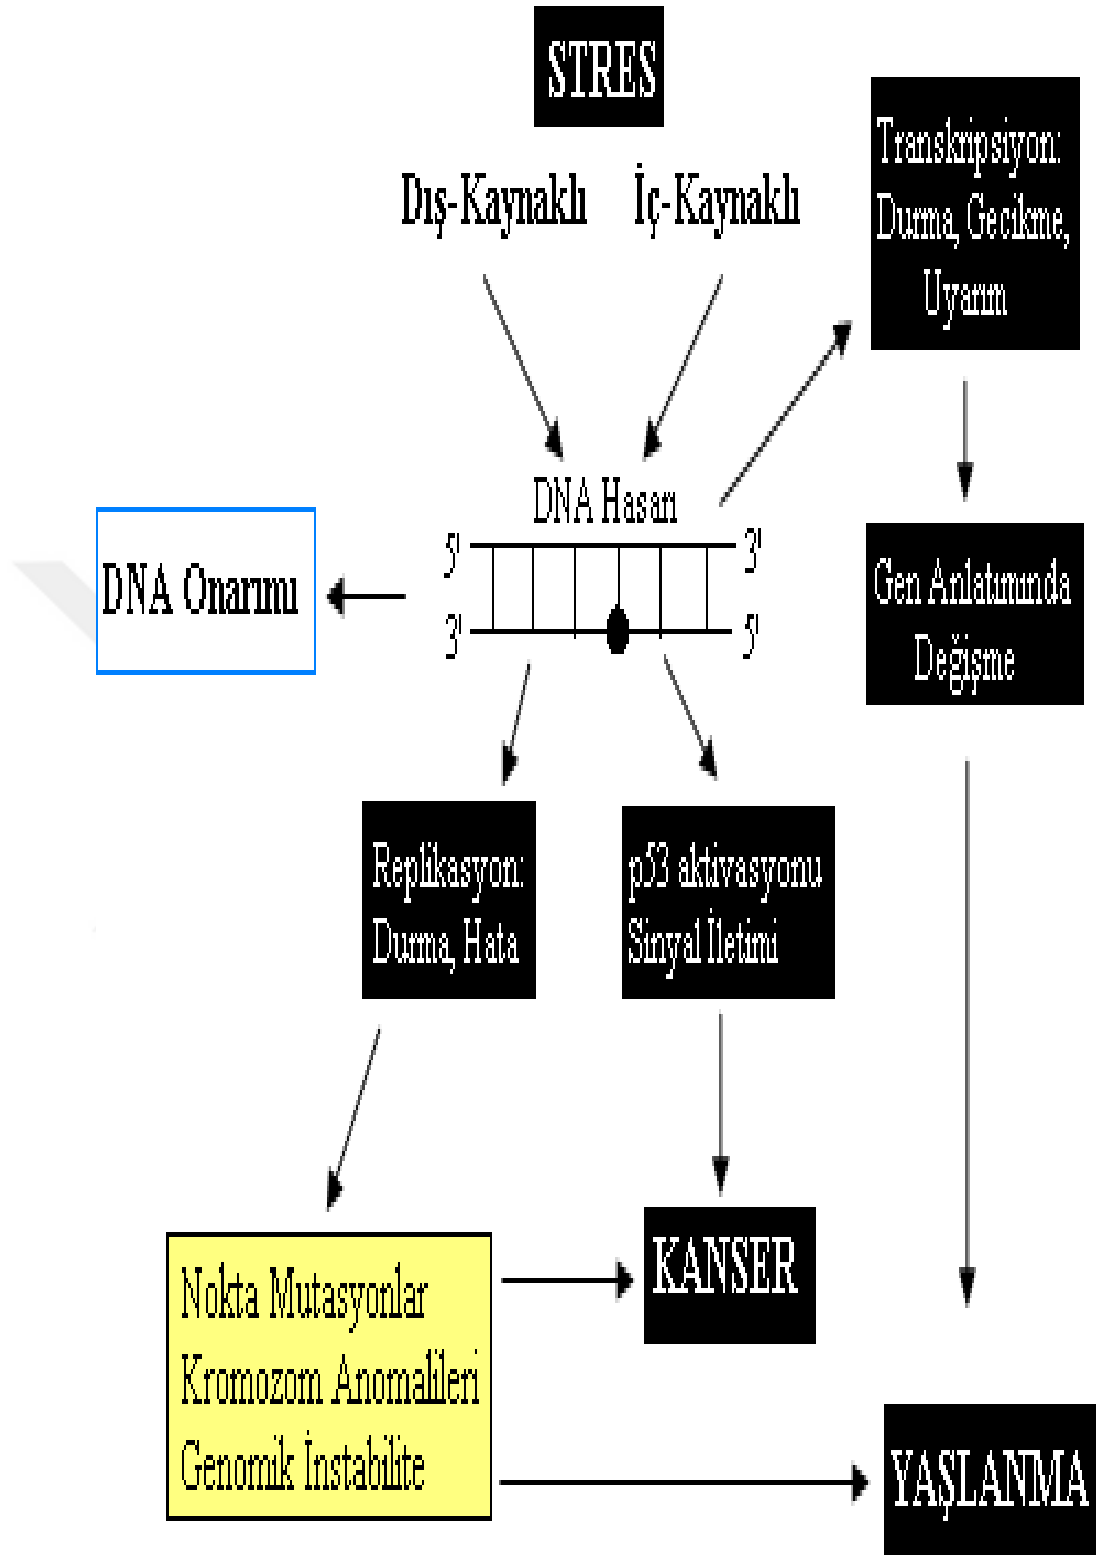 STRES
Dış-Kaynaklı
İç-Kaynaklı
Transkripsiyon:
Durma, Gecikme,
Uyarım
DNA Hasarı
5'
3'
3'
5'
DNA Onarımı
Gen Anlatımında
Değişme
Replikasyon:
Durma, Hata
p53 aktivasyonu
Sinyal İletimi
Nokta Mutasyonlar
Kromozom Anomalileri
Genomik İnstabilite
KANSER
YAŞLANMA